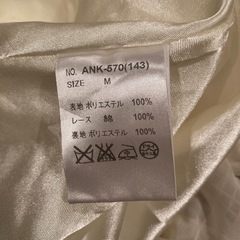 NO. ANK-570(143)
SIZE M
表地 ポリエステル 100%
レース 綿 100%
裏地 ポリエステル 100%